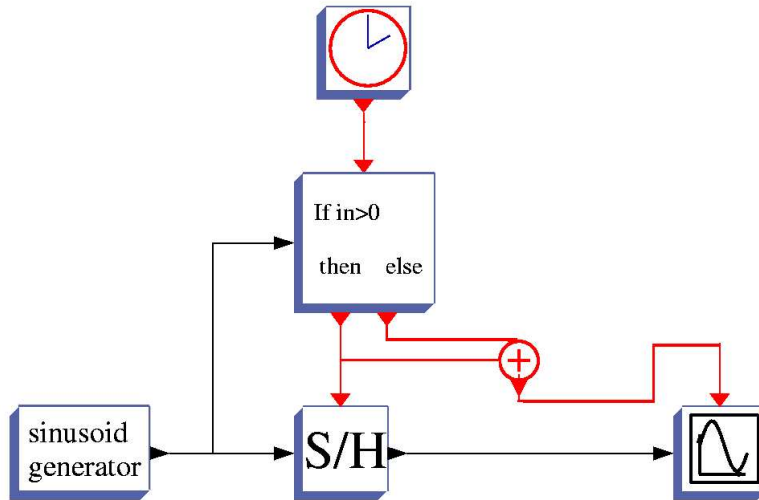 If in>0
then else
+
sinusoid
generator
S/H